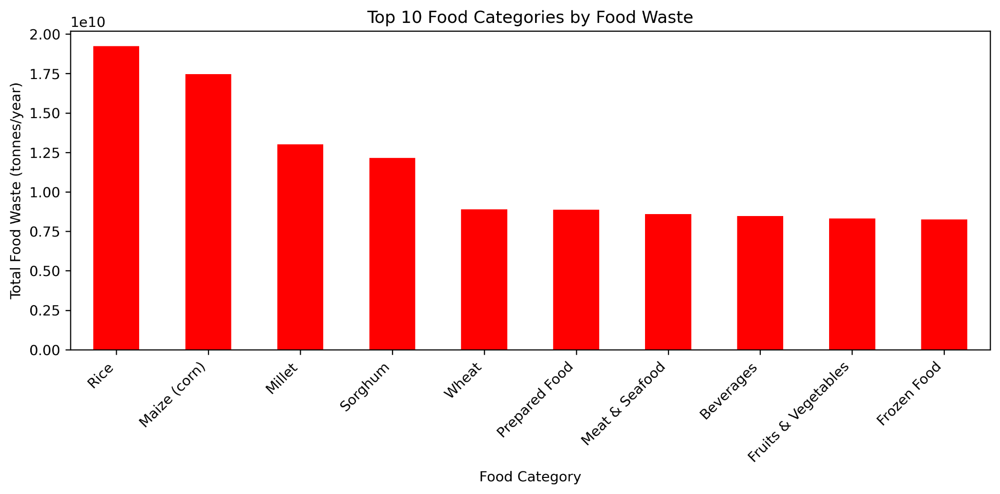 Top 10 Food Categories by Food Waste
1e10
2.00
1.75
1.50
1.25
1.00
0.75
0.50
0.25
0.00
Total Food Waste (tonnes/year)
Rice
Maize (corn)
Millet
Sorghum
Wheat
Prepared Food
Meat & Seafood
Beverages
Fruits & Vegetables
Frozen Food
Food Category